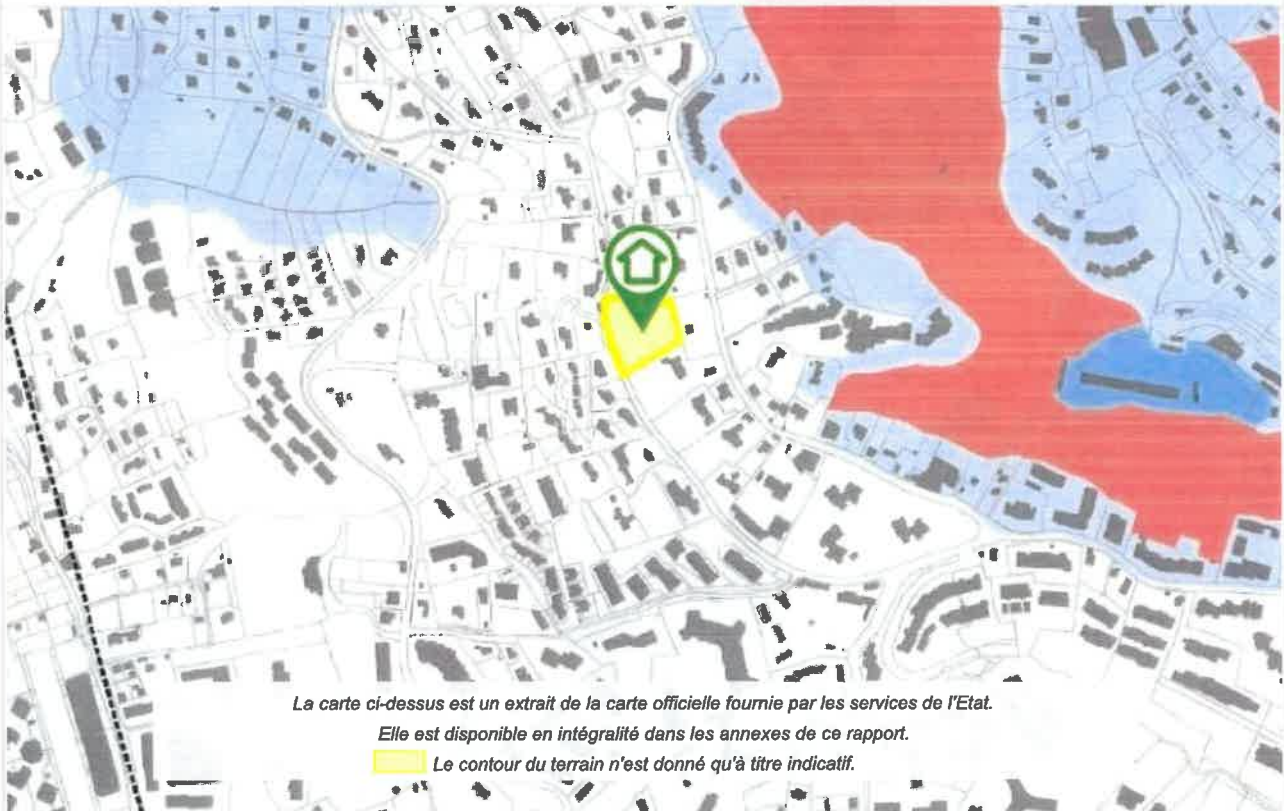 La carte ci-dessus est un extrait de la carte officielle fournie par les services de l'Etat.
Elle est disponible en intégralité dans les annexes de ce rapport.
Le contour du terrain n'est donné qu'à titre indicatif.